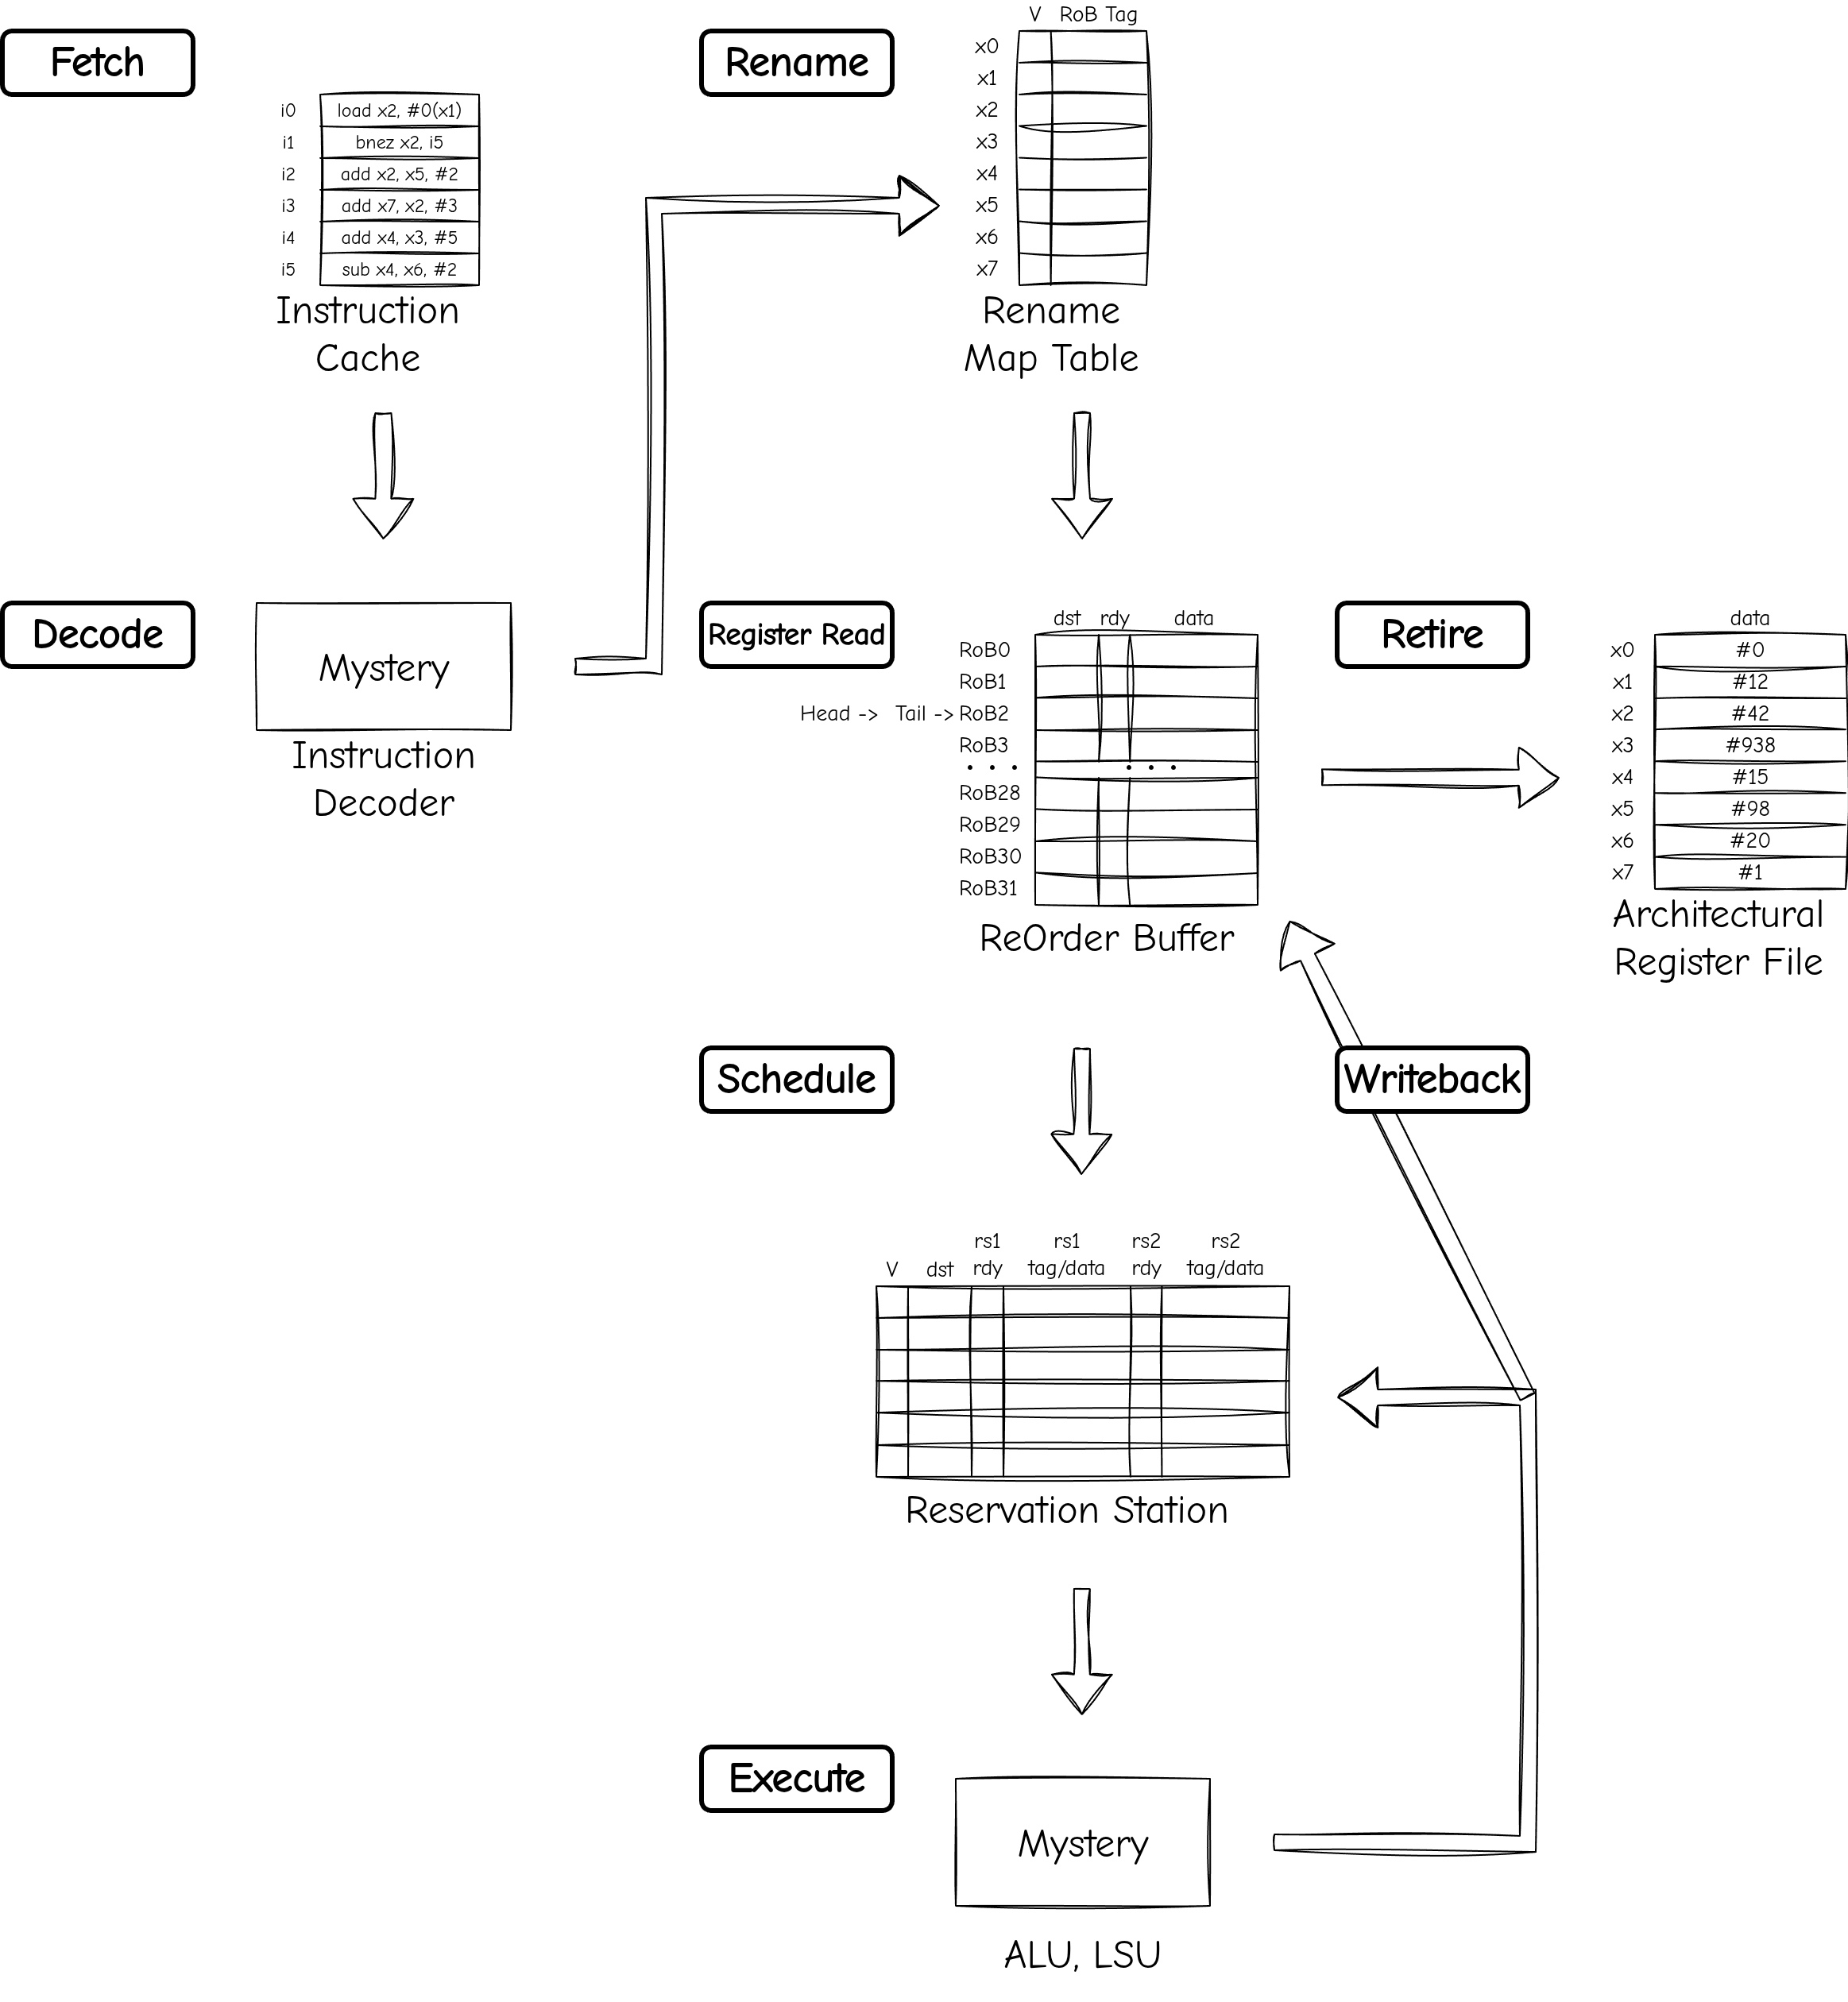 Fetch
i0 load x2, #0(x1)
i1 bnez x2, i5
i2 add x2, x5, #2
i3 add x7, x2, #3
i4 add x4, x3, #5
i5 sub x4, x6, #2
Instruction
Cache
Decode
Mystery
Instruction
Decoder
Rename
V RoB Tag
x0
x1
x2
x3
x4
x5
x6
x7
Rename
Map Table
Register Read
dst rdy data
RoB0
RoB1
Head -> Tail -> RoB2
RoB3
. . . . . .
RoB28
RoB29
RoB30
RoB31
ReOrder Buffer
Retire
data
x0 #0
x1 #12
x2 #42
x3 #938
x4 #15
x5 #98
x6 #20
x7 #1
Architectural
Register File
Schedule
Writeback
rs1 rs1 rs2 rs2
V dst rdy tag/data rdy tag/data
Reservation Station
Execute
Mystery
ALU, LSU